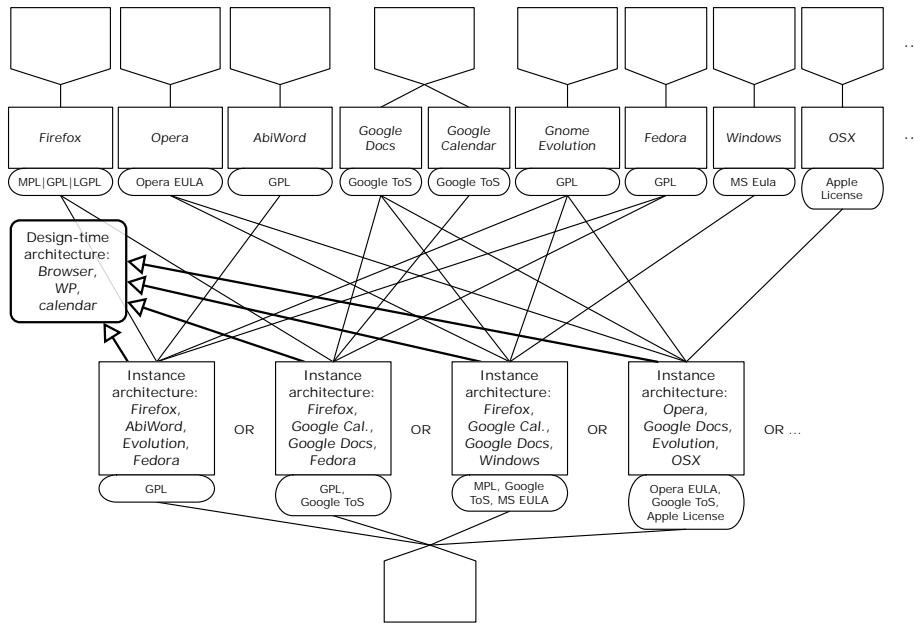 ..
Firefox
Opera
AbiWord
Google
Docs
Google
Calendar
Gnome
Evolution
Fedora
Windows
OSX
..
MPL|GPL|LGPL
Opera EULA
GPL
Google ToS
Google ToS
GPL
GPL
MS Eula
Apple
License
Design-time
architecture:
Browser,
WP,
calendar
Instance
architecture:
Firefox,
AbiWord,
Evolution,
Fedora
OR
Instance
architecture:
Firefox,
Google Cal.,
Google Docs,
Fedora
OR
Instance
architecture:
Firefox,
Google Cal.,
Google Docs,
Windows
OR
Instance
architecture:
Opera,
Google Docs,
Evolution,
OSX
OR ...
GPL
GPL,
Google ToS
MPL, Google
ToS, MS EULA
Opera EULA,
Google ToS,
Apple License